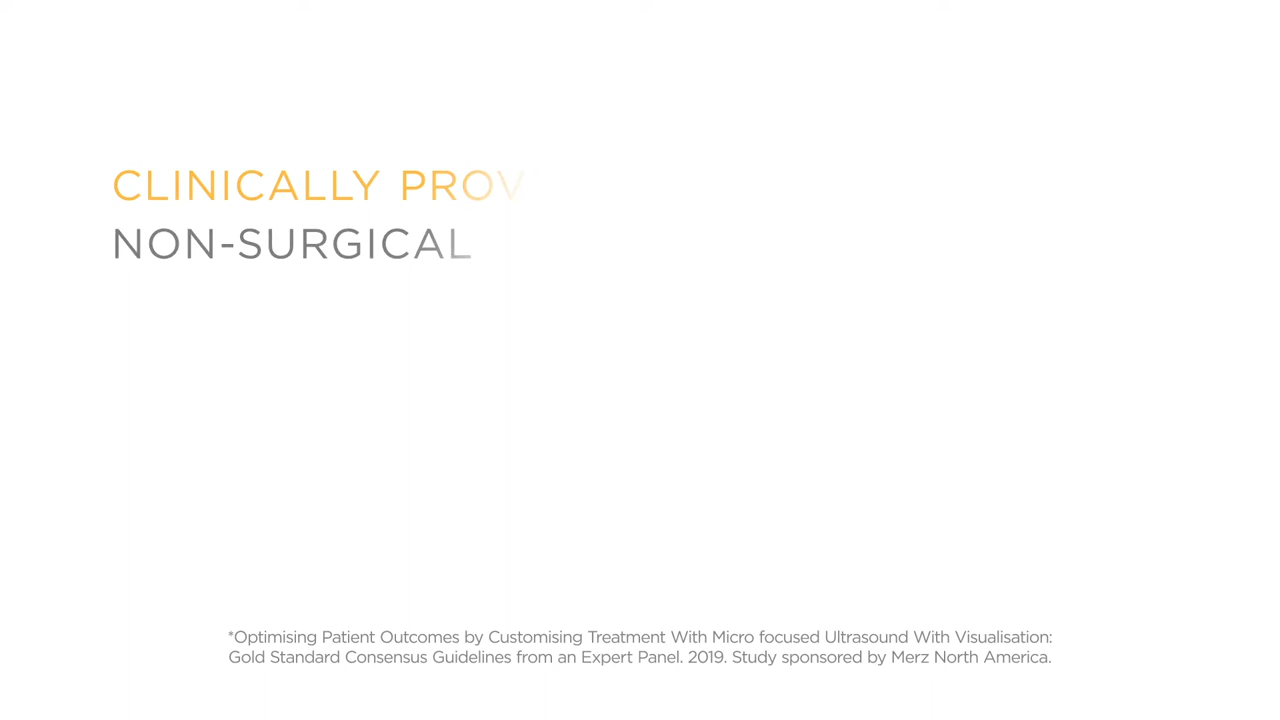 CLINICALLY PROV
NON-SURGICAL
*Optimising Patient Outcomes by Customising Treatment With Micro focused Ultrasound With Visualisation:
Gold Standard Consensus Guidelines from an Expert Panel. 2019. Study sponsored by Merz North America.